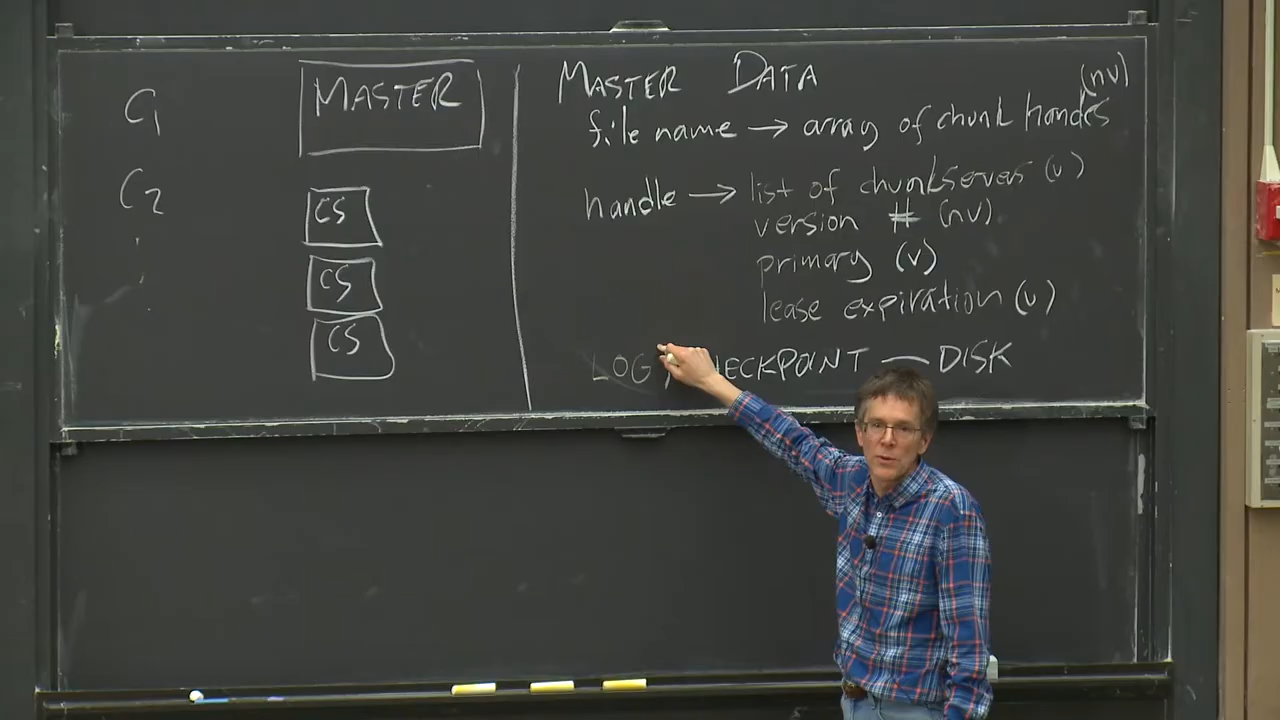 C1
C2
MASTER
CS
CS
CS
MASTER DATA
(nv)
file name → array of chunk handles
handle → list of chunkservers (v)
version # (nv)
primary (v)
lease expiration (v)
LOG, CHECKPOINT — DISK